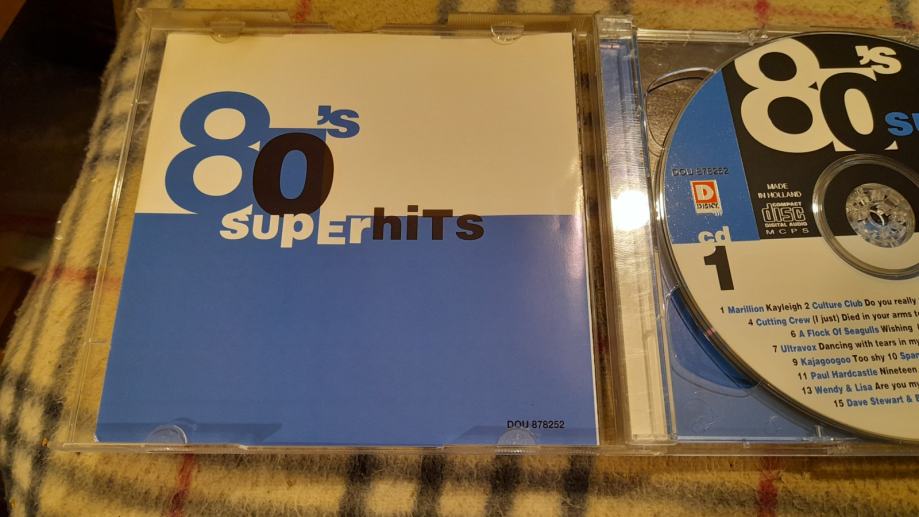 80's
superhits
DOU 878252
80's
DOU 878252
D
DISKY
MADE
IN HOLLAND
COMPACT
disc
DIGITAL AUDIO
MCPS
cd
1
1 Marillion Kayleigh 2 Culture Club Do you really
4 Cutting Crew (I just) Died in your arms
6 A Flock Of Seagulls Wishing
7 Ultravox Dancing with tears in my
9 Kajagoogoo Too shy 10
11 Paul Hardcastle Nineteen
13 Wendy & Lisa Are you my
15 Dave Stewart &